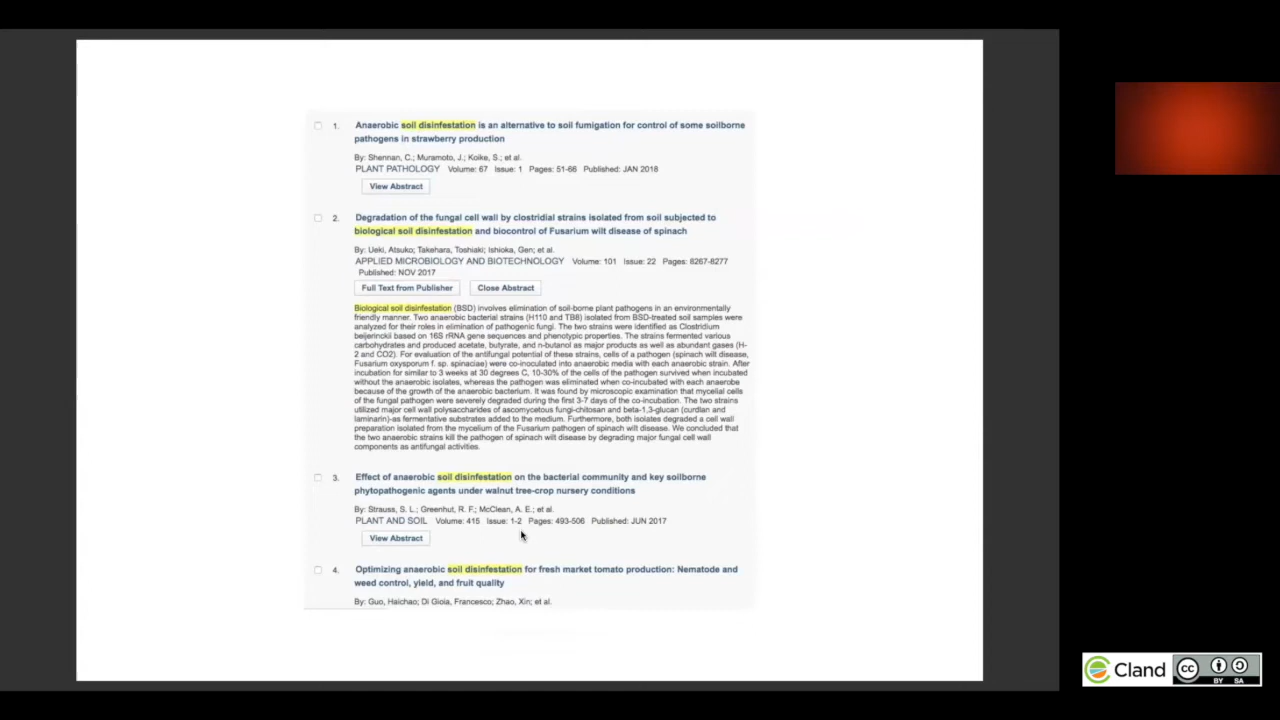 1. Anaerobic soil disinfestation is an alternative to soil fumigation for control of some soilborne
pathogens in strawberry production
By: Shennan, C.; Muramoto, J.; Koike, S.; et al.
PLANT PATHOLOGY Volume: 67 Issue: 1 Pages: 51-66 Published: JAN 2018
View Abstract
2. Degradation of the fungal cell wall by clostridial strains isolated from soil subjected to
biological soil disinfestation and biocontrol of Fusarium wilt disease of spinach
By: Ueki, Atsuko; Takehara, Toshiaki; Ishioka, Gen; et al.
APPLIED MICROBIOLOGY AND BIOTECHNOLOGY Volume: 101 Issue: 22 Pages: 8267-8277
Published: NOV 2017
Full Text from Publisher Close Abstract
Biological soil disinfestation (BSD) involves elimination of soil-borne plant pathogens in an environmentally
friendly manner. Two anaerobic bacterial strains (H110 and TB8) isolated from BSD-treated soil samples were
analyzed for their roles in elimination of pathogenic fungi. The two strains were identified as Clostridium
beijerinckii based on 16S rRNA gene sequences and phenotypic properties. The strains fermented various
carbohydrates and produced acetate, butyrate, and n-butanol as major products as well as abundant gases (H-
2 and CO2). For evaluation of the antifungal potential of these strains, cells of a pathogen (spinach wilt disease,
Fusarium oxysporum f. sp. spinaciae) were co-inoculated into anaerobic media with each anaerobic strain. After
incubation for similar to 3 weeks at 30 degrees C, 10-30% of the cells of the pathogen survived when incubated
without the anaerobic isolates, whereas the pathogen was eliminated when co-incubated with each anaerobe
because of the growth of the anaerobic bacterium. It was found by microscopic examination that mycelial cells
of the fungal pathogen were severely degraded during the first 3-7 days of the co-incubation. The two strains
utilized major cell wall polysaccharides of ascomycetous fungi-chitosan and beta-1,3-glucan (curdlan and
laminarin)-as fermentative substrates added to the medium. Furthermore, both isolates degraded a cell wall
preparation isolated from the mycelium of the Fusarium pathogen of spinach wilt disease. We concluded that
the two anaerobic strains kill the pathogen of spinach wilt disease by degrading major fungal cell wall
components as antifungal activities.
3. Effect of anaerobic soil disinfestation on the bacterial community and key soilborne
phytopathogenic agents under walnut tree-crop nursery conditions
By: Strauss, S. L.; Greenhut, R. F.; McClean, A. E.; et al.
PLANT AND SOIL Volume: 415 Issue: 1-2 Pages: 493-506 Published: JUN 2017
View Abstract
4. Optimizing anaerobic soil disinfestation for fresh market tomato production: Nematode and
weed control, yield, and fruit quality
By: Guo, Haichao; Di Gioia, Francesco; Zhao, Xin; et al.
Cland
cc
BY SA